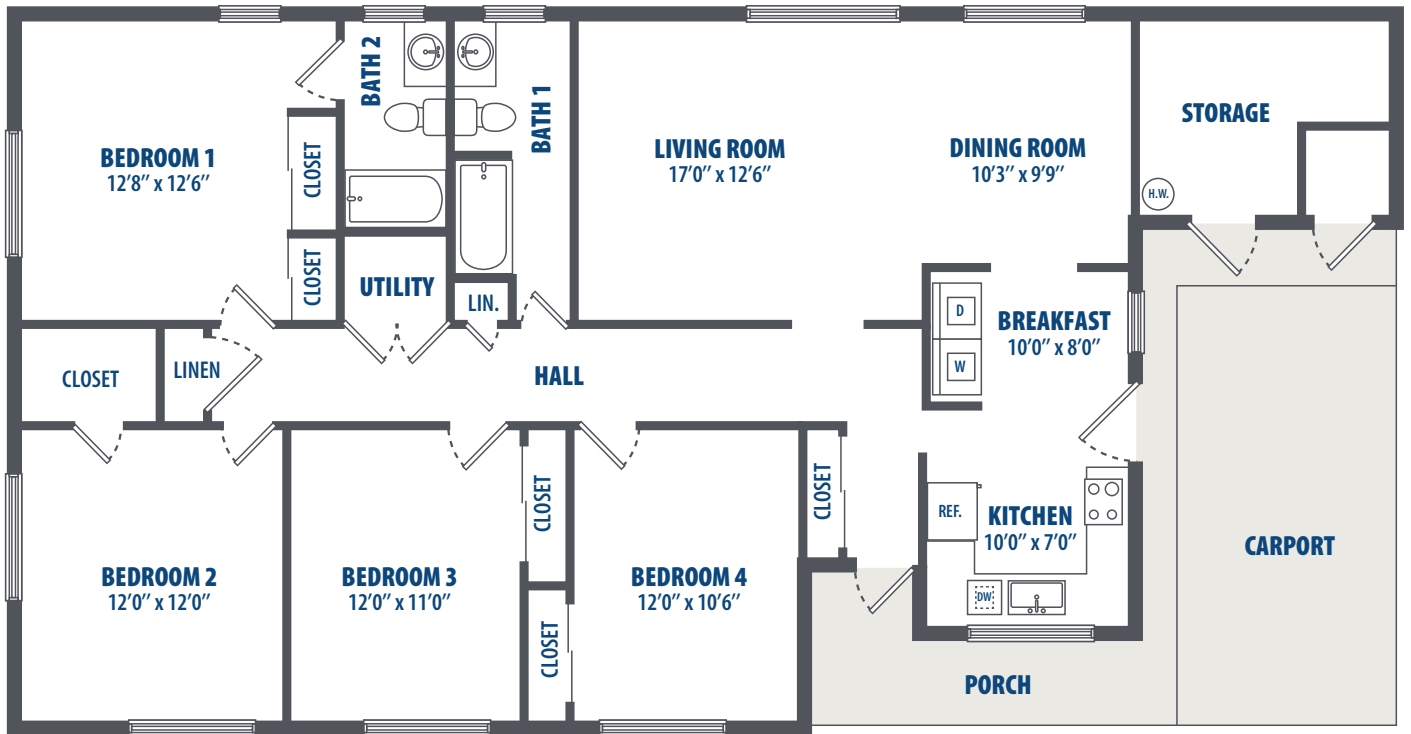 BEDROOM 1
12'8" x 12'6"
CLOSET
CLOSET
BATH 2
BATH 1
UTILITY
LIN.
LIVING ROOM
17'0" x 12'6"
DINING ROOM
10'3" x 9'9"
STORAGE
H.W.
D
W
BREAKFAST
10'0" x 8'0"
CLOSET
LINEN
HALL
BEDROOM 2
12'0" x 12'0"
BEDROOM 3
12'0" x 11'0"
CLOSET
CLOSET
BEDROOM 4
12'0" x 10'6"
CLOSET
REF.
KITCHEN
10'0" x 7'0"
DW
PORCH
CARPORT